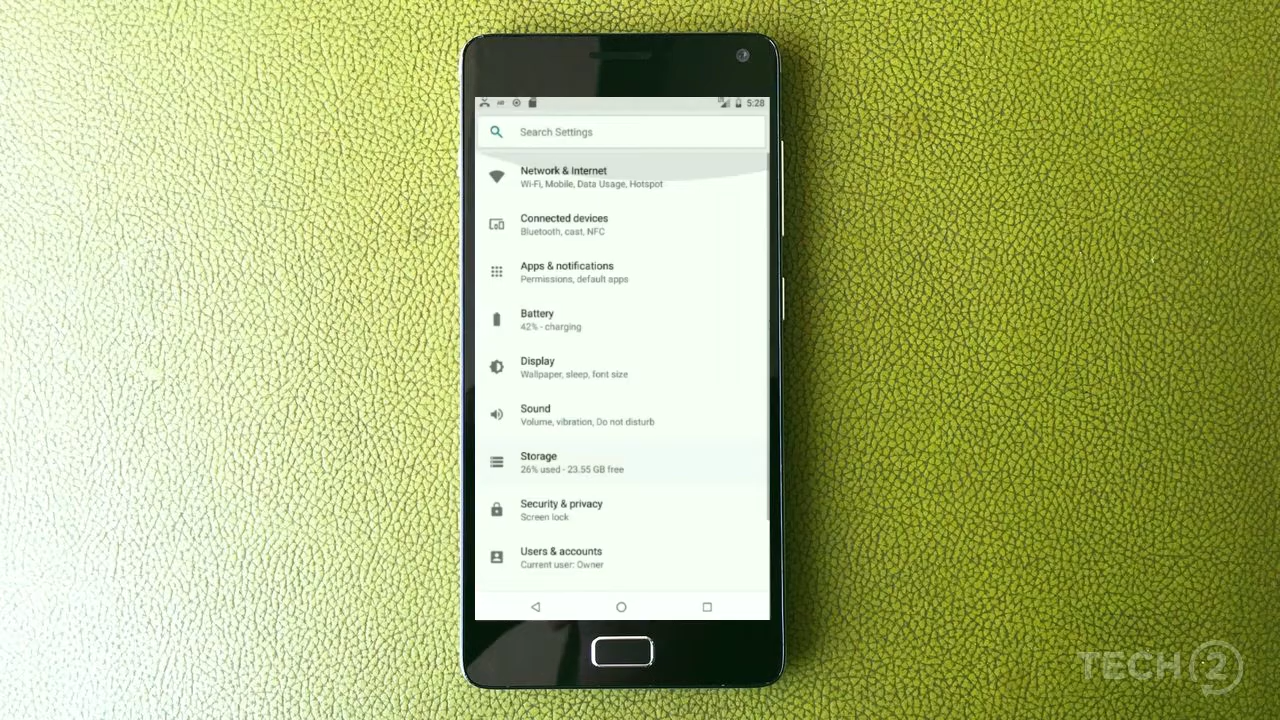 5:28
Search Settings
Network & Internet
Wi-Fi, Mobile, Data Usage, Hotspot
Connected devices
Bluetooth, cast, NFC
Apps & notifications
Permissions, default apps
Battery
42% - charging
Display
Wallpaper, sleep, font size
Sound
Volume, vibration, Do not disturb
Storage
26% used - 23.55 GB free
Security & privacy
Screen lock
Users & accounts
Current user: Owner
TECH 2